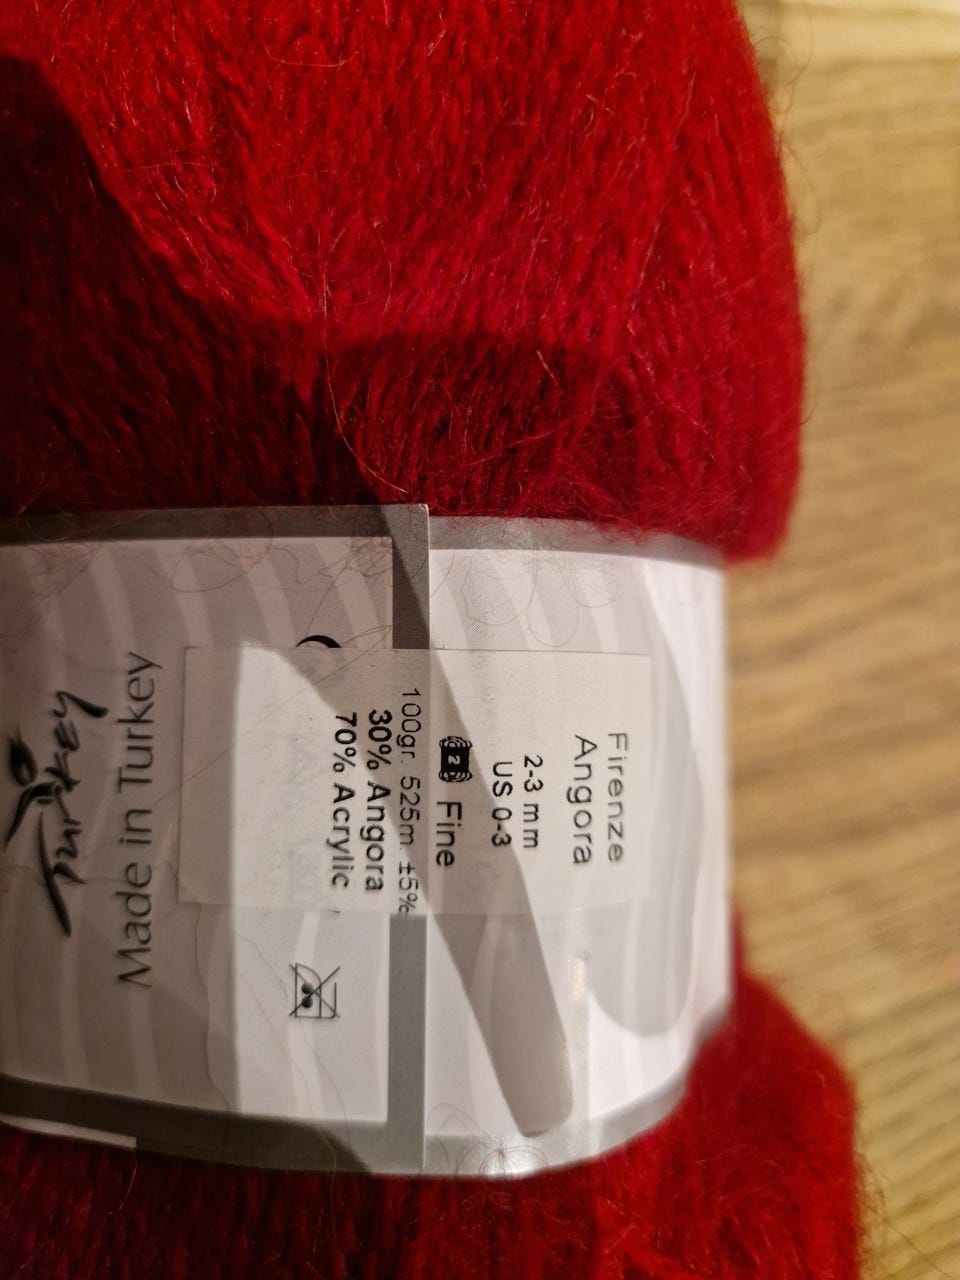 Firenze
Angora
2-3 mm
US 0-3
2 Fine
100gr. 525m. ±5%
30% Angora
70% Acrylic
Made in Turkey
Turkey